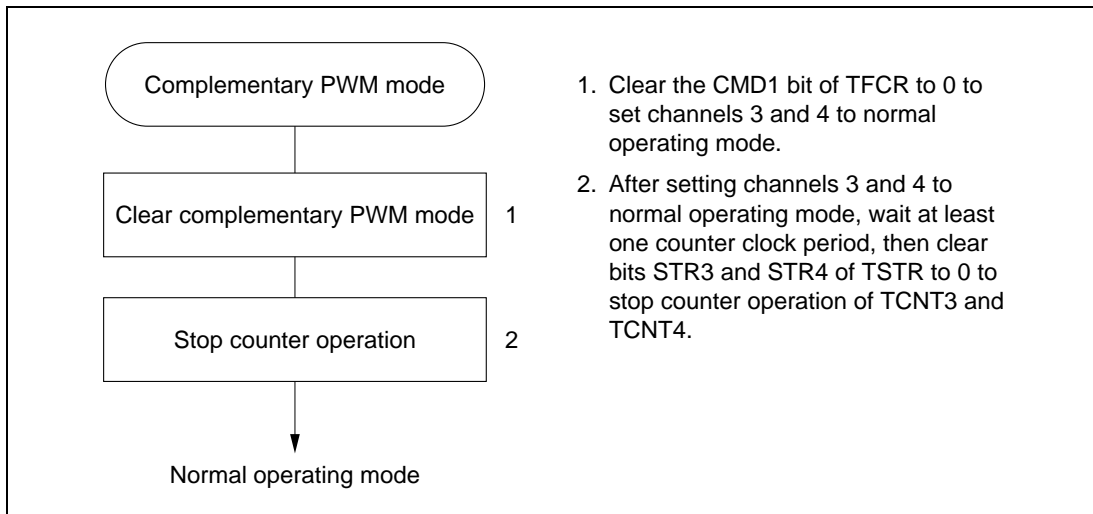 Complementary PWM mode
Clear complementary PWM mode 1
Stop counter operation 2
Normal operating mode
1. Clear the CMD1 bit of TFCR to 0 to
set channels 3 and 4 to normal
operating mode.
2. After setting channels 3 and 4 to
normal operating mode, wait at least
one counter clock period, then clear
bits STR3 and STR4 of TSTR to 0 to
stop counter operation of TCNT3 and
TCNT4.